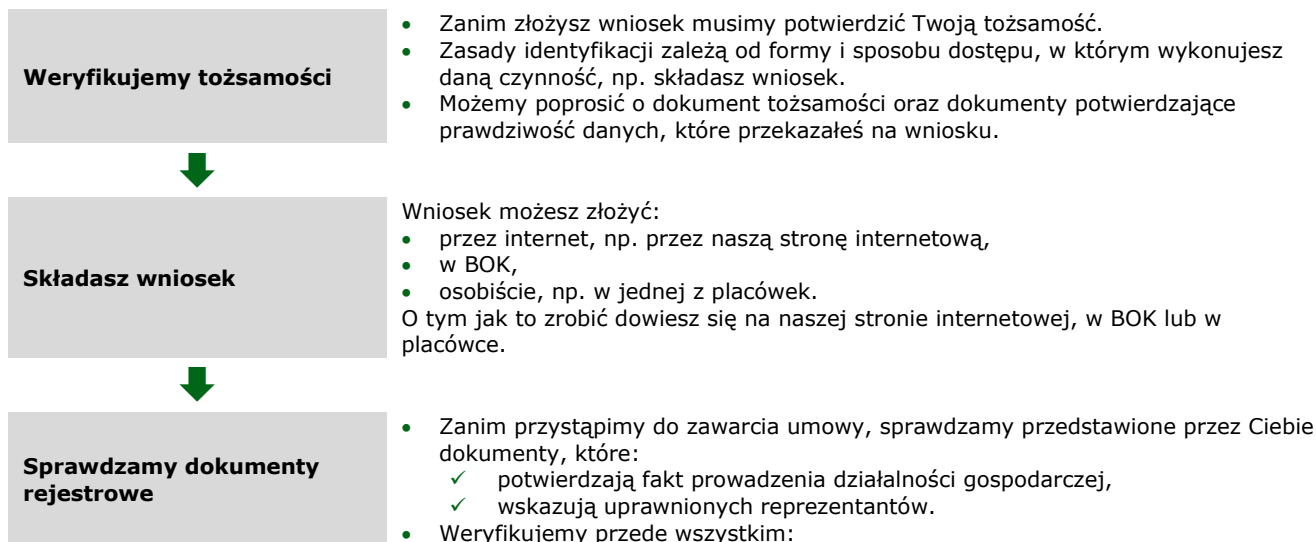 Weryfikujemy tożsamości
• Zanim złożysz wniosek musimy potwierdzić Twoją tożsamość.
• Zasady identyfikacji zależą od formy i sposobu dostępu, w którym wykonujesz
daną czynność, np. składasz wniosek.
• Możemy poprosić o dokument tożsamości oraz dokumenty potwierdzające
prawdziwość danych, które przekazałeś na wniosku.
Składasz wniosek
Wniosek możesz złożyć:
• przez internet, np. przez naszą stronę internetową,
• w BOK,
• osobiście, np. w jednej z placówek.
O tym jak to zrobić dowiesz się na naszej stronie internetowej, w BOK lub w
placówce.
Sprawdzamy dokumenty
rejestrowe
• Zanim przystąpimy do zawarcia umowy, sprawdzamy przedstawione przez Ciebie
dokumenty, które:
✓ potwierdzają fakt prowadzenia działalności gospodarczej,
✓ wskazują uprawnionych reprezentantów.
• Weryfikujemy przede wszystkim: